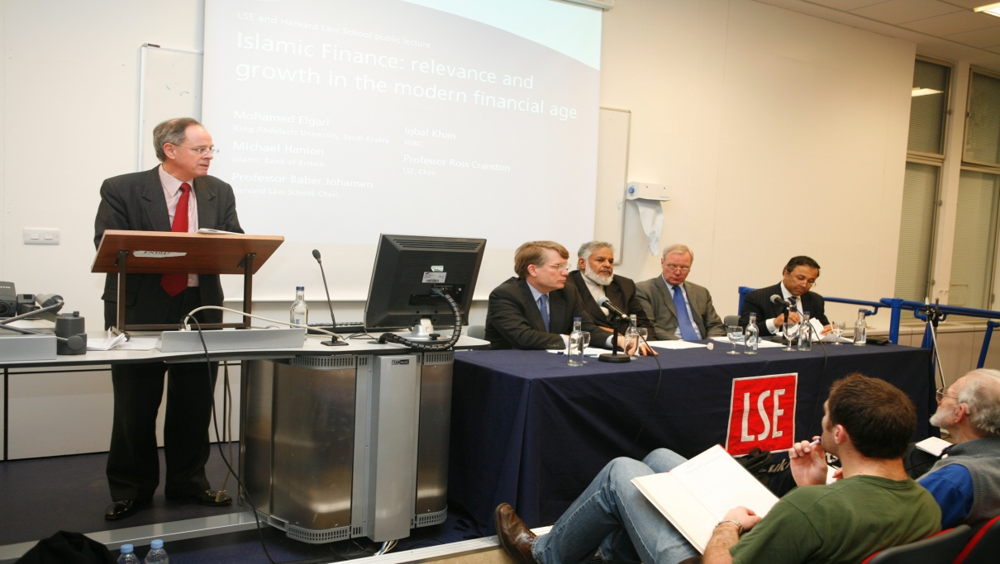 LSE and Harvard Law School public lecture
Islamic Finance: relevance and
growth in the modern financial age
Mohamed Elgari
King Abdulaziz University, Saudi Arabia
Michael Hanlon
Islamic Bank of Britain
Professor Baber Johansen
Harvard Law School, Chair
Iqbal Khan
HSBC
Professor Ross Cranston
LSE, Chair
LSE